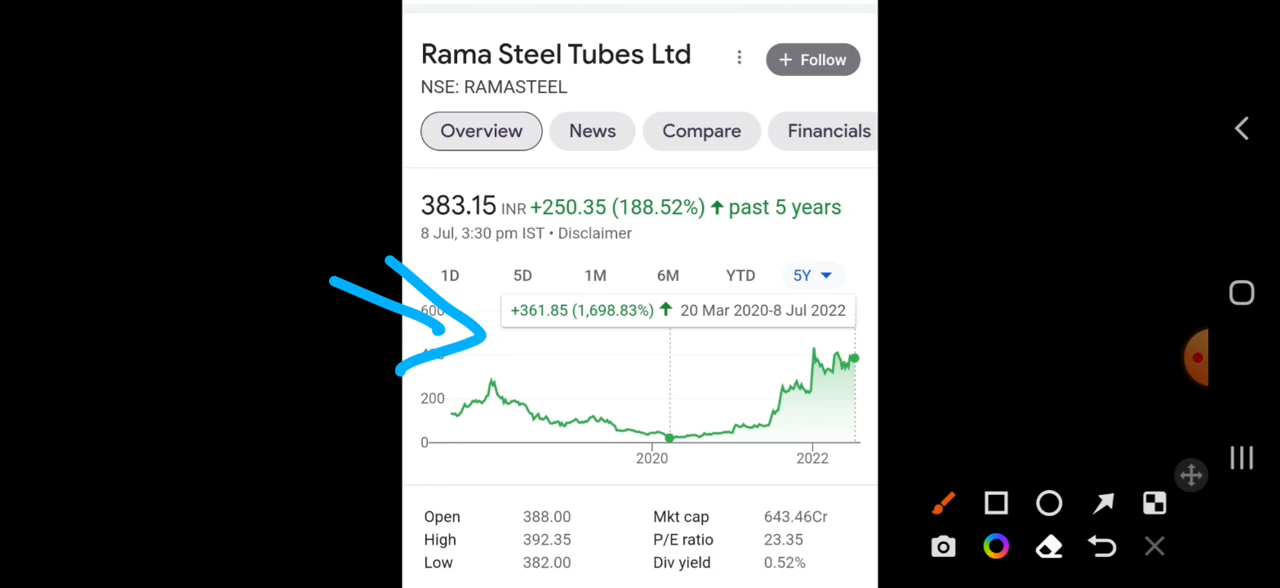 Rama Steel Tubes Ltd
+ Follow
NSE: RAMASTEEL
Overview News Compare Financials
383.15 INR +250.35 (188.52%) ↑ past 5 years
8 Jul, 3:30 pm IST • Disclaimer
1D 5D 1M 6M YTD 5Y
600
+361.85 (1,698.83%) ↑ 20 Mar 2020-8 Jul 2022
400
200
0
2020 2022
Open 388.00 Mkt cap 643.46Cr
High 392.35 P/E ratio 23.35
Low 382.00 Div yield 0.52%